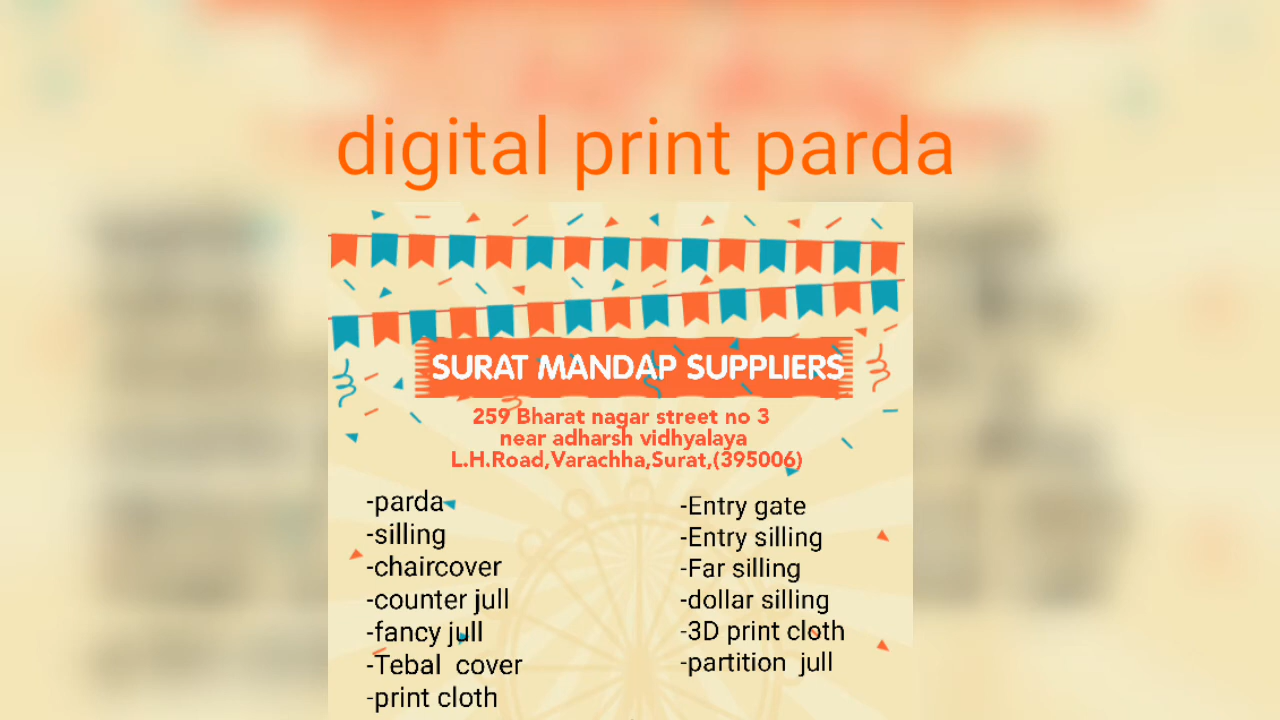 digital print parda
SURAT MANDAP SUPPLIERS
259 Bharat nagar street no 3
near adharsh vidhyalaya
L.H.Road,Varachha,Surat,(395006)
-parda
-silling
-chaircover
-counter jull
-fancy jull
-Tebal cover
-print cloth
-Entry gate
-Entry silling
-Far silling
-dollar silling
-3D print cloth
-partition jull